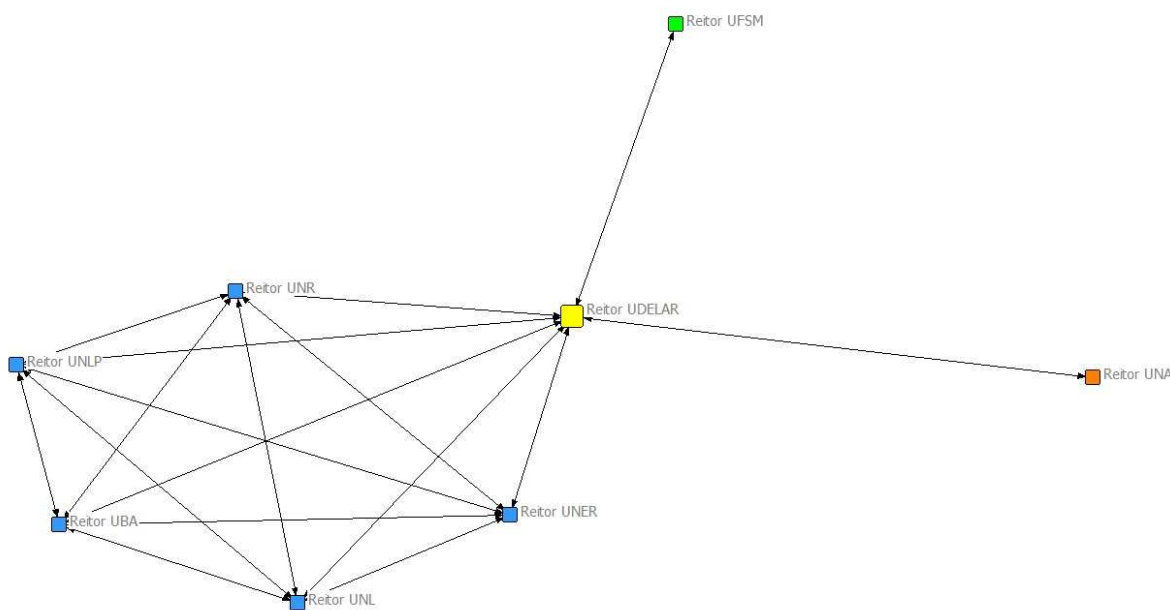 Reitor UFSM
Reitor UNR
Reitor UDELAR
Reitor UNLP
Reitor UNA
Reitor UBA
Reitor UNER
Reitor UNL